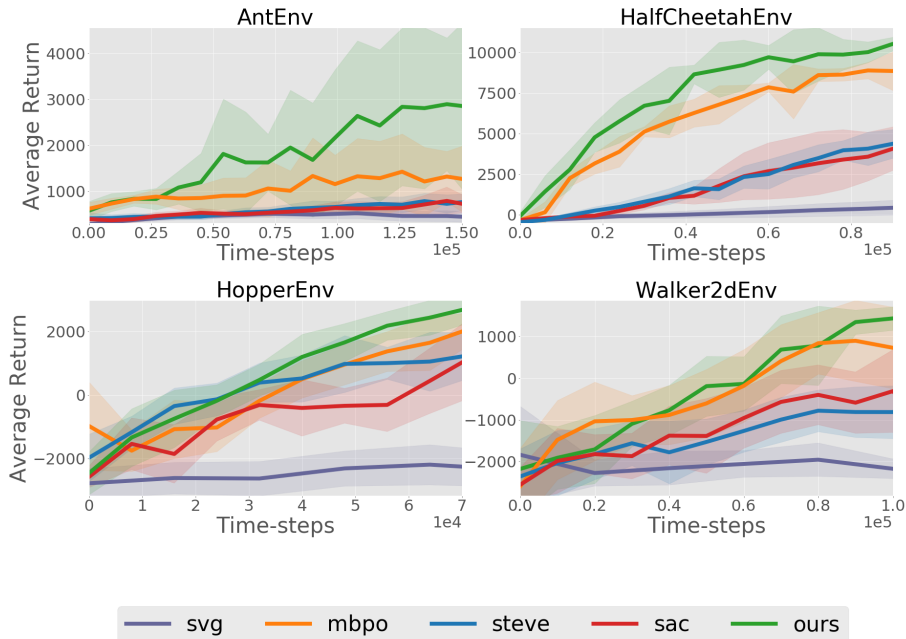 AntEnv
HalfCheetahEnv
Average Return
4000
3000
2000
1000
0.00 0.25 0.50 0.75 1.00 1.25 1.50
1e5
Time-steps
10000
7500
5000
2500
0
0.0 0.2 0.4 0.6 0.8
1e5
Time-steps
HopperEnv
Walker2dEnv
Average Return
2000
0
−2000
0 1 2 3 4 5 6 7
1e4
Time-steps
1000
0
−1000
−2000
0.0 0.2 0.4 0.6 0.8 1.0
1e5
Time-steps
svg mbpo steve sac ours